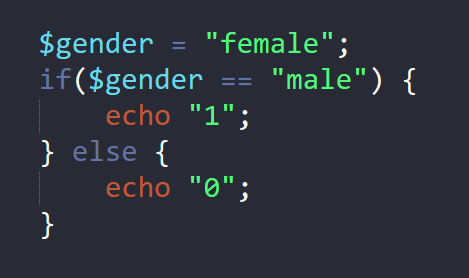 $gender = "female";
if($gender == "male") {
    echo "1";
} else {
    echo "0";
}